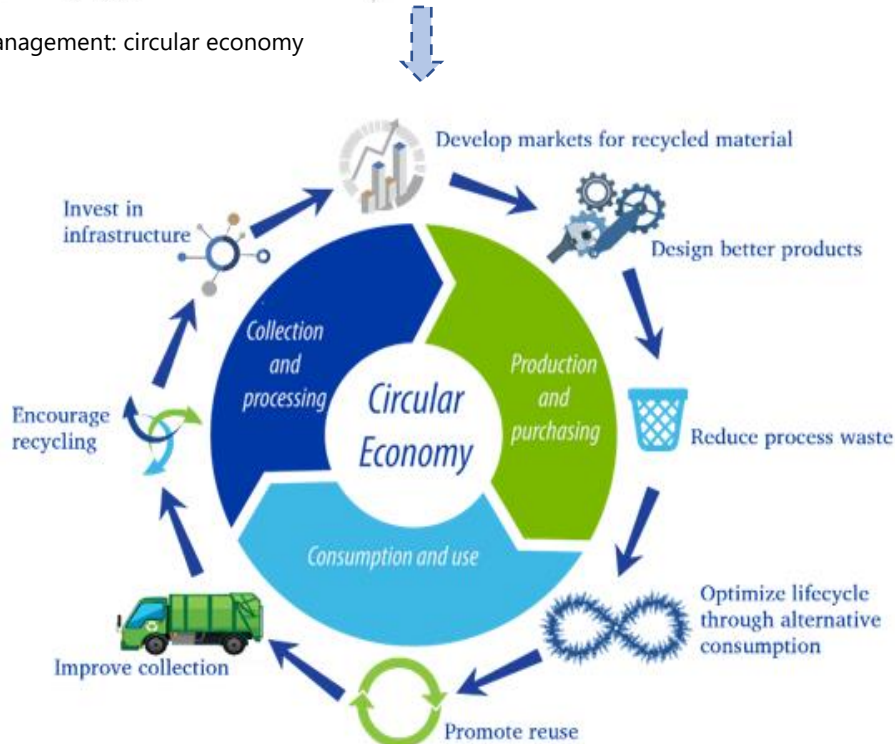 anagement: circular economy
Develop markets for recycled material
Invest in
infrastructure
Design better products
Collection
and
processing
Production
and
purchasing
Circular
Economy
Encourage
recycling
Reduce process waste
Consumption and use
Optimize lifecycle
through alternative
consumption
Improve collection
Promote reuse